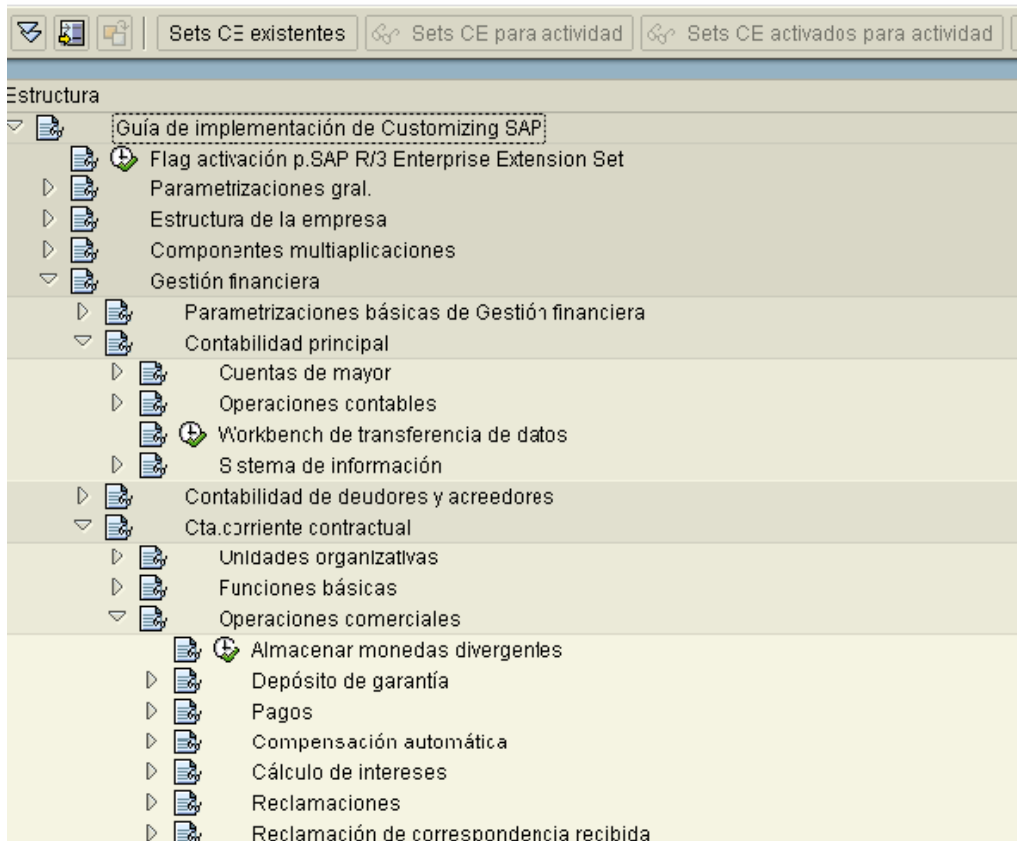 Sets CE existentes Sets CE para actividad Sets CE activados para actividad
Estructura
Guía de implementación de Customizing SAP
Flag activación p.SAP R/3 Enterprise Extension Set
Parametrizaciones gral.
Estructura de la empresa
Componentes multiaplicaciones
Gestión financiera
Parametrizaciones básicas de Gestión financiera
Contabilidad principal
Cuentas de mayor
Operaciones contables
Workbench de transferencia de datos
Sistema de información
Contabilidad de deudores y acreedores
Cta.corriente contractual
Unidades organizativas
Funciones básicas
Operaciones comerciales
Almacenar monedas divergentes
Depósito de garantía
Pagos
Compensación automática
Cálculo de intereses
Reclamaciones
Reclamación de correspondencia recibida